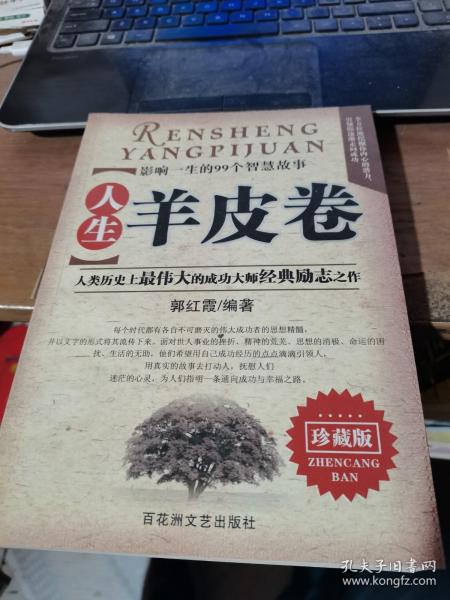 RENSHENG
YANGPIJUAN
【影响一生的99个智慧故事
人生】
羊皮卷
人类历史上最伟大的成功大师经典励志之作
郭红霞/编著
每个时代都有各自不可磨灭的伟大成功者的思想精髓，
并以文字的形式将其流传下来。面对世人事业的挫折、精神的荒芜、思想的消极、命运的困
扰、生活的无助，他们希望用自己成功经历的点点滴滴引领人，
用真实的故事去打动人，抚慰人们
迷茫的心灵，为人们指明一条通向成功与幸福之路。
珍藏版
ZHENCANG
BAN
百花洲文艺出版社
孔夫子旧书网
www.kongfz.com